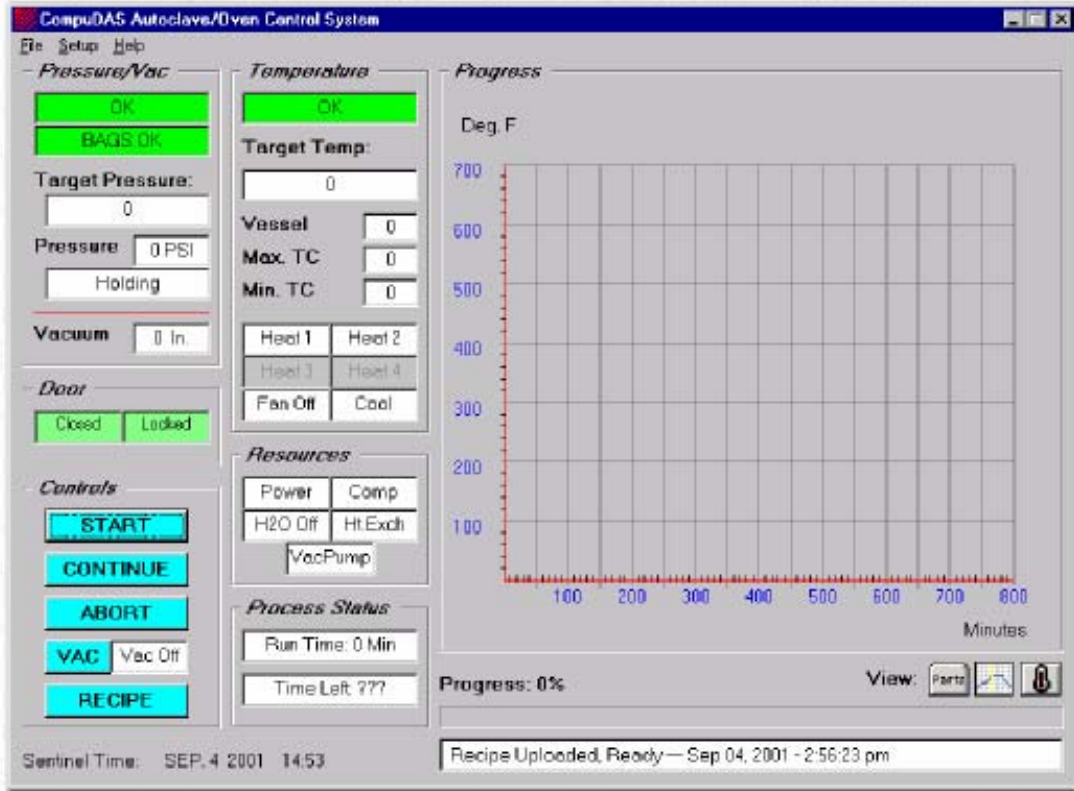 CompuDAS Autoclave/Oven Control System
File Setup Help
Pressure/Vac
OK
BAGS OK
Target Pressure:
0
Pressure 0 PSI
Holding
Vacuum 0 In.
Door
Closed Locked
Controls
START
CONTINUE
ABORT
VAC Vac Off
RECIPE
Temperature
OK
Target Temp:
0
Vessel 0
Max. TC 0
Min. TC 0
Heat 1 Heat 2
Heat 3 Heat 4
Fan Off Cool
Resources
Power Comp
H2O Off Ht.Exch
VacPump
Process Status
Run Time: 0 Min
Time Left ???
Progress
Deg. F
700
600
500
400
300
200
100
100 200 300 400 500 600 700 800
Minutes
Progress: 0%
View: Parts
Sentinel Time: SEP. 4 2001 14:53
Recipe Uploaded, Ready — Sep 04, 2001 - 2:56:23 pm